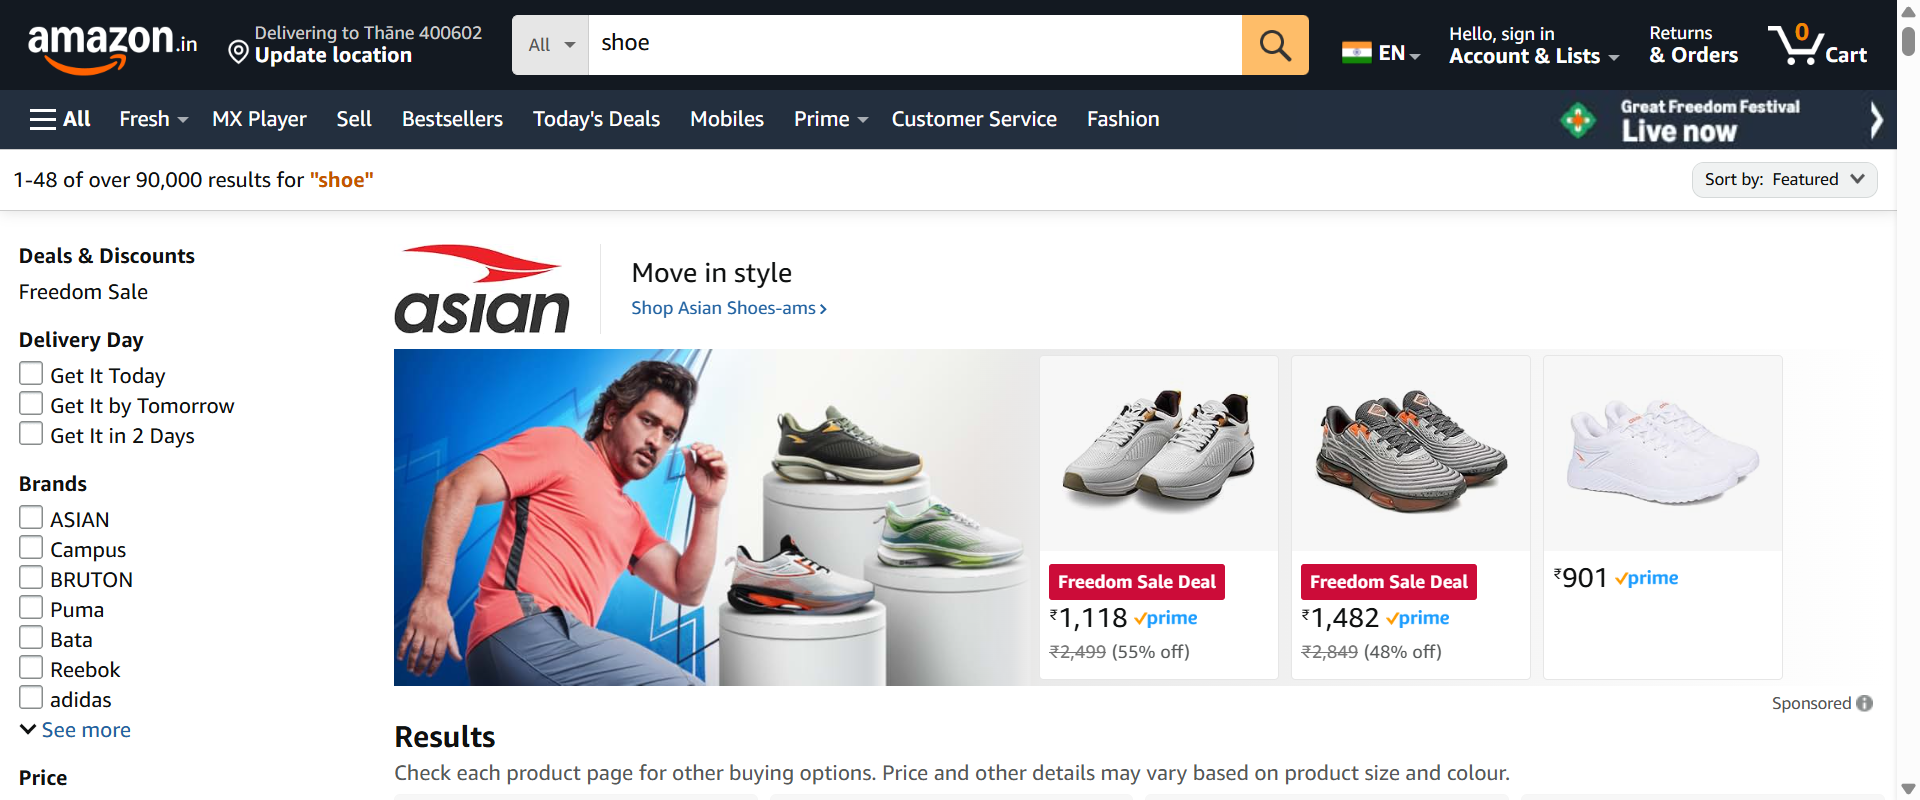 amazon.in
Delivering to Thāne 400602
Update location
All
shoe
EN
Hello, sign in
Account & Lists
Returns
& Orders
0
Cart
All
Fresh
MX Player
Sell
Bestsellers
Today's Deals
Mobiles
Prime
Customer Service
Fashion
Great Freedom Festival
Live now
1-48 of over 90,000 results for "shoe"
Sort by: Featured
Deals & Discounts
Freedom Sale
Delivery Day
Get It Today
Get It by Tomorrow
Get It in 2 Days
Brands
ASIAN
Campus
BRUTON
Puma
Bata
Reebok
adidas
See more
Price
asian
Move in style
Shop Asian Shoes-ams
Freedom Sale Deal
₹1,118 prime
₹2,499 (55% off)
Freedom Sale Deal
₹1,482 prime
₹2,849 (48% off)
₹901 prime
Sponsored
Results
Check each product page for other buying options. Price and other details may vary based on product size and colour.